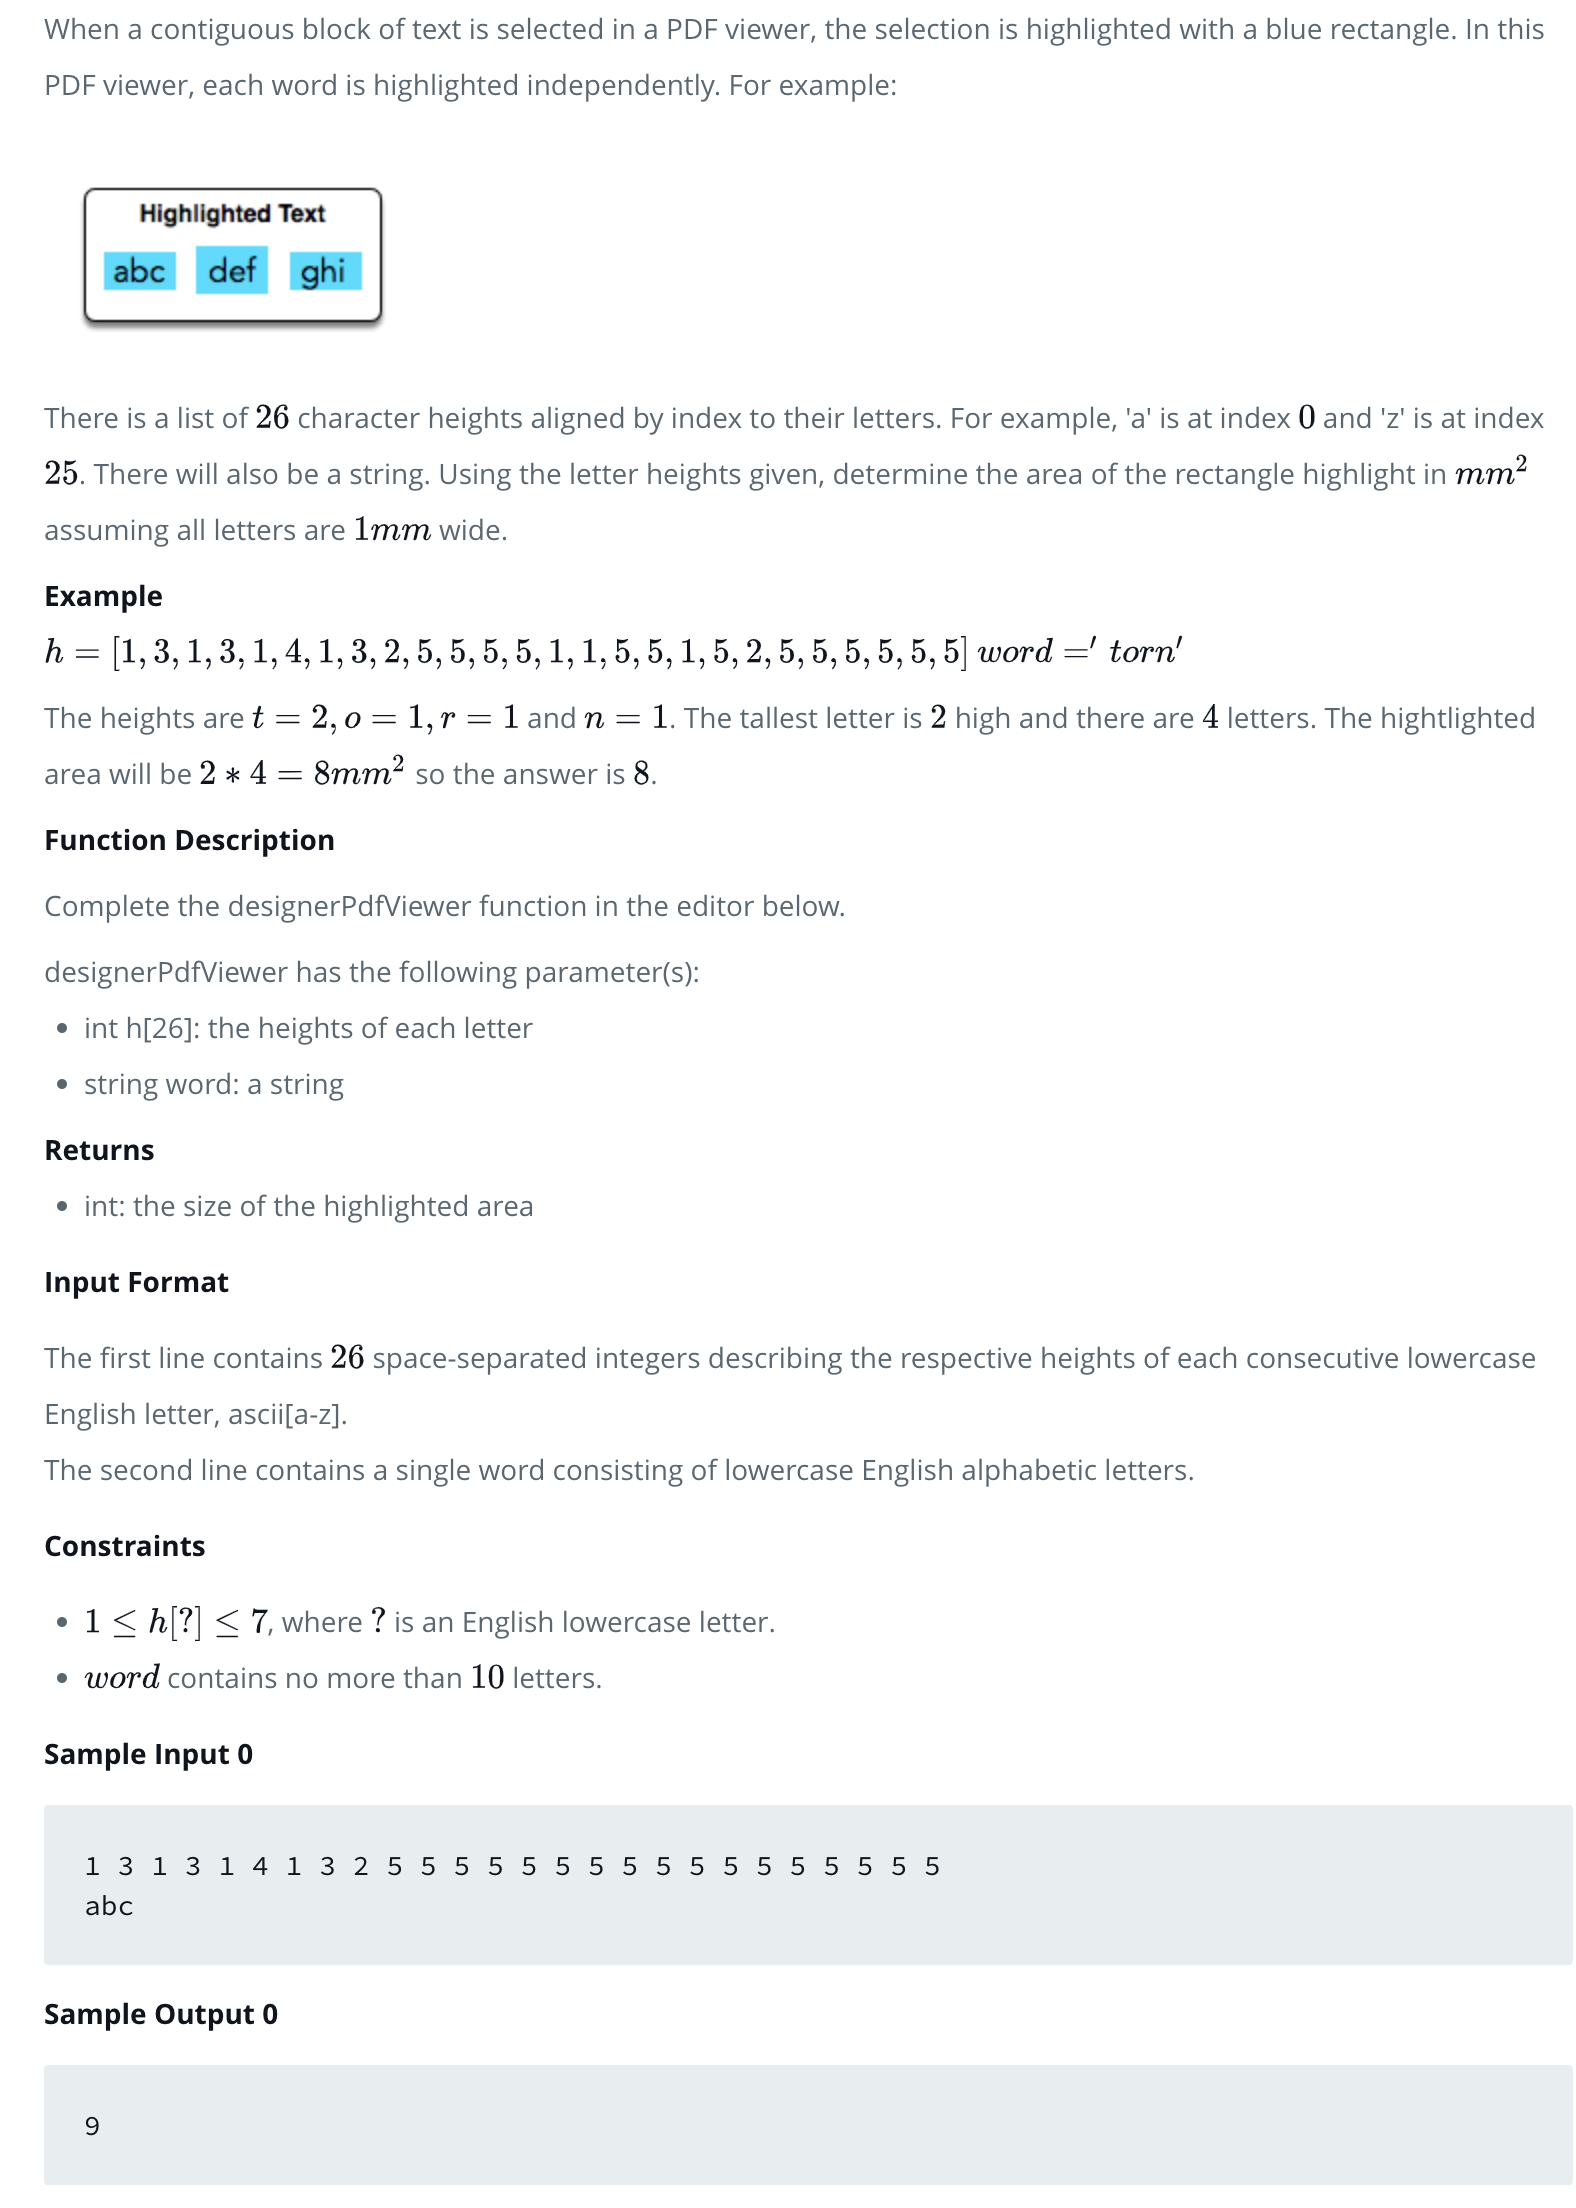 When a contiguous block of text is selected in a PDF viewer, the selection is highlighted with a blue rectangle. In this
PDF viewer, each word is highlighted independently. For example:
Highlighted Text
abc def ghi
There is a list of 26 character heights aligned by index to their letters. For example, 'a' is at index 0 and 'z' is at index
25. There will also be a string. Using the letter heights given, determine the area of the rectangle highlight in mm²
assuming all letters are 1mm wide.
Example
h = [1, 3, 1, 3, 1, 4, 1, 3, 2, 5, 5, 5, 5, 1, 1, 5, 5, 1, 5, 2, 5, 5, 5, 5, 5, 5] word =' torn'
The heights are t = 2, o = 1, r = 1 and n = 1. The tallest letter is 2 high and there are 4 letters. The hightlighted
area will be 2 * 4 = 8mm² so the answer is 8.
Function Description
Complete the designerPdfViewer function in the editor below.
designerPdfViewer has the following parameter(s):
• int h[26]: the heights of each letter
• string word: a string
Returns
• int: the size of the highlighted area
Input Format
The first line contains 26 space-separated integers describing the respective heights of each consecutive lowercase
English letter, ascii[a-z].
The second line contains a single word consisting of lowercase English alphabetic letters.
Constraints
• 1 ≤ h[?] ≤ 7, where ? is an English lowercase letter.
• word contains no more than 10 letters.
Sample Input 0
1 3 1 3 1 4 1 3 2 5 5 5 5 5 5 5 5 5 5 5 5 5 5 5 5 5
abc
Sample Output 0
9